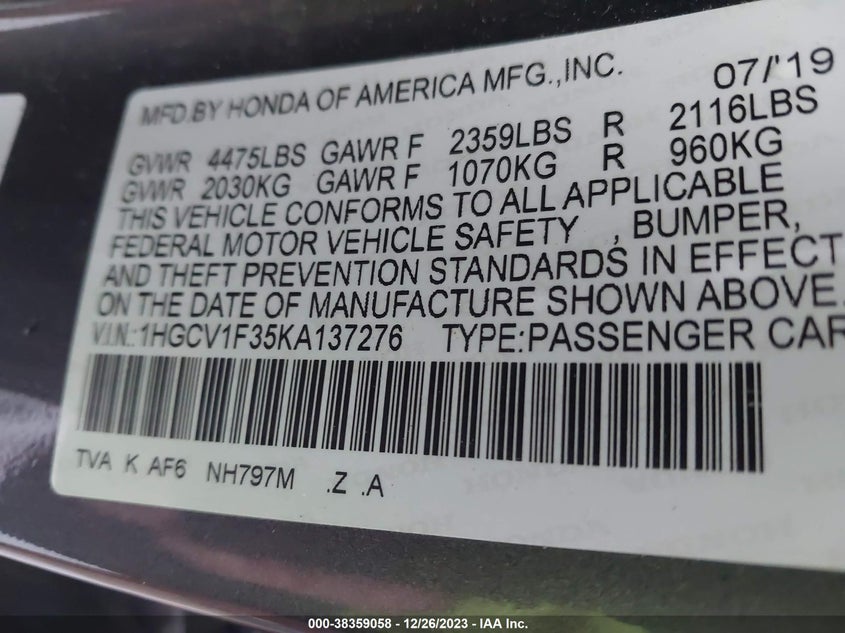 MFD.BY HONDA OF AMERICA MFG.,INC. 07/'19
GVWR 4475LBS GAWR F 2359LBS R 2116LBS
GVWR 2030KG GAWR F 1070KG R 960KG
THIS VEHICLE CONFORMS TO ALL APPLICABLE
FEDERAL MOTOR VEHICLE SAFETY , BUMPER,
AND THEFT PREVENTION STANDARDS IN EFFECT
ON THE DATE OF MANUFACTURE SHOWN ABOVE.
V.I.N.:1HGCV1F35KA137276 TYPE:PASSENGER CAR
TVA K AF6 NH797M .Z .A
000-38359058 - 12/26/2023 - IAA Inc.